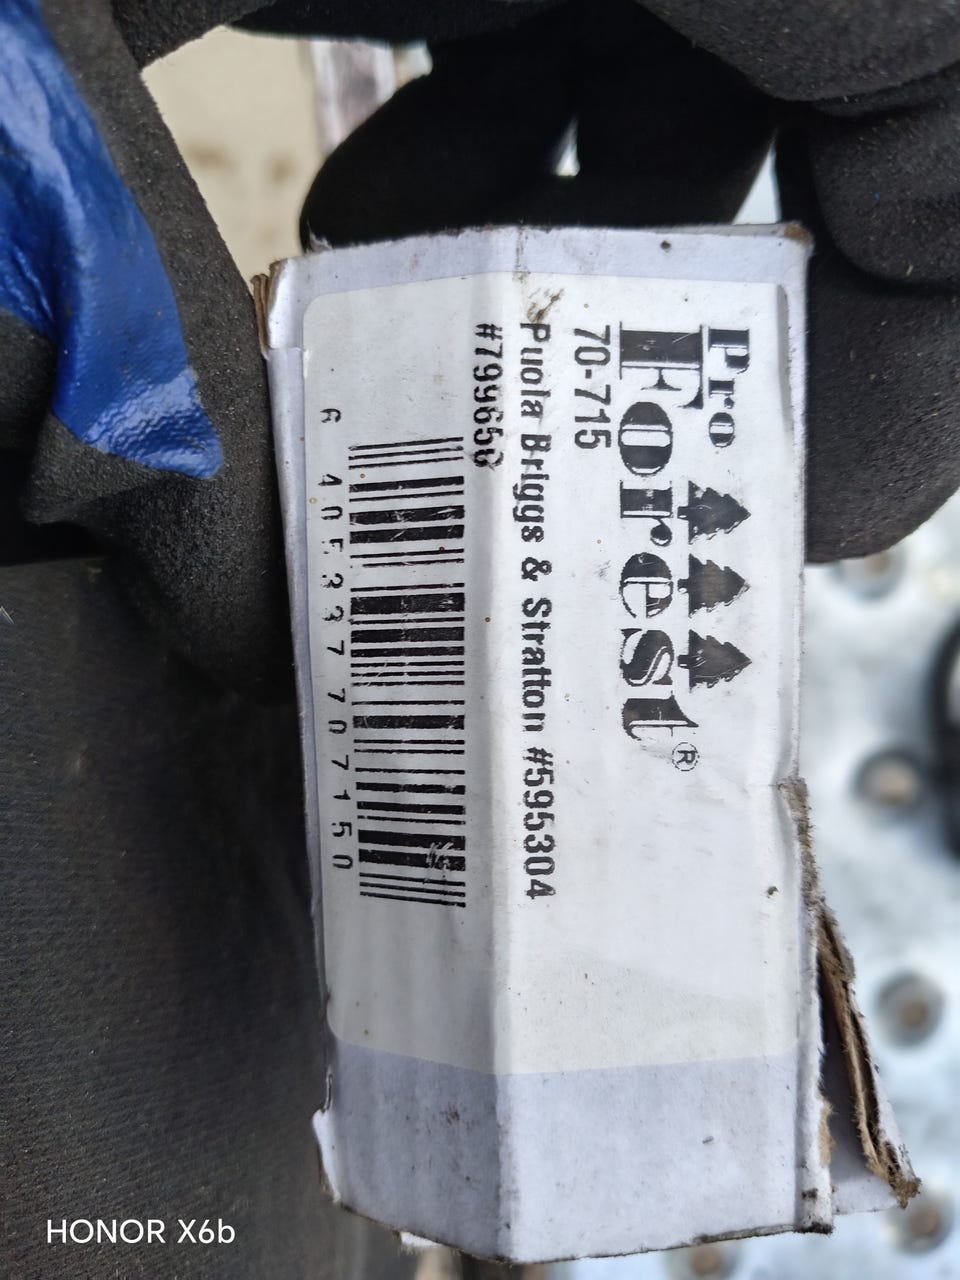 Pro
Forest®
70-715
Puola Briggs & Stratton #595304
#799650
6 405337 707150
HONOR X6b